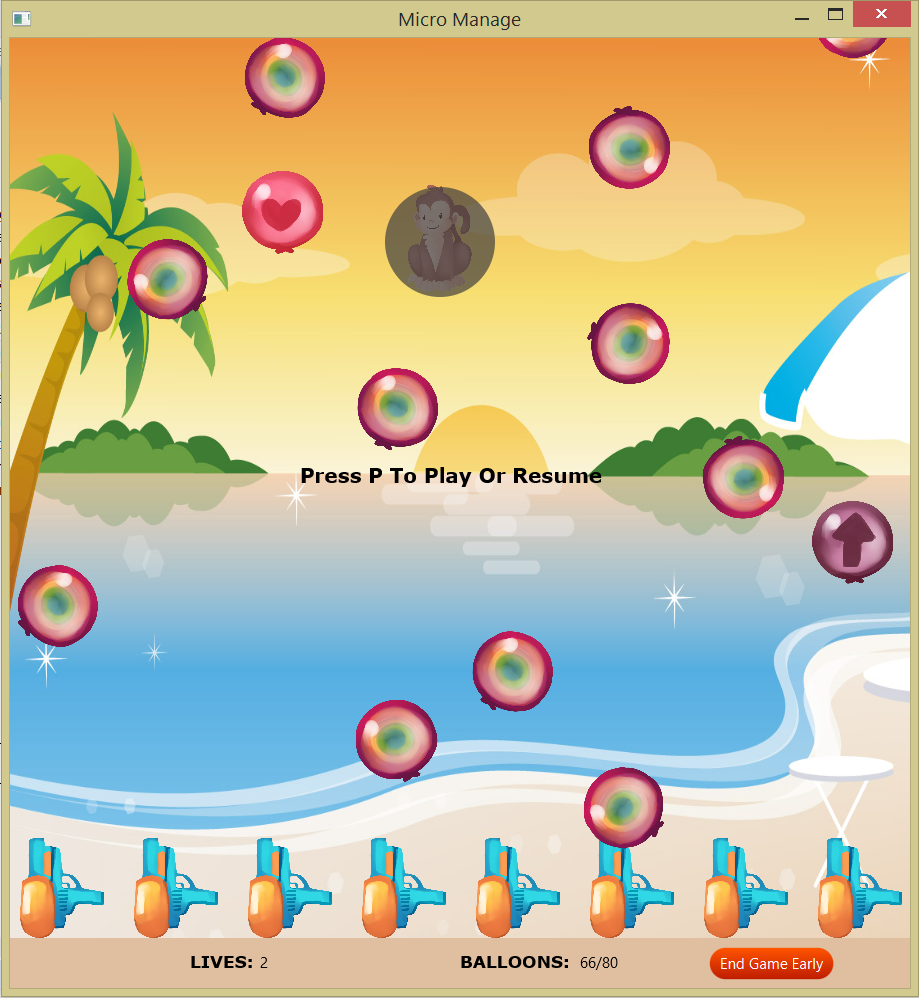 Micro Manage
Press P To Play Or Resume
LIVES: 2
BALLOONS: 66/80
End Game Early